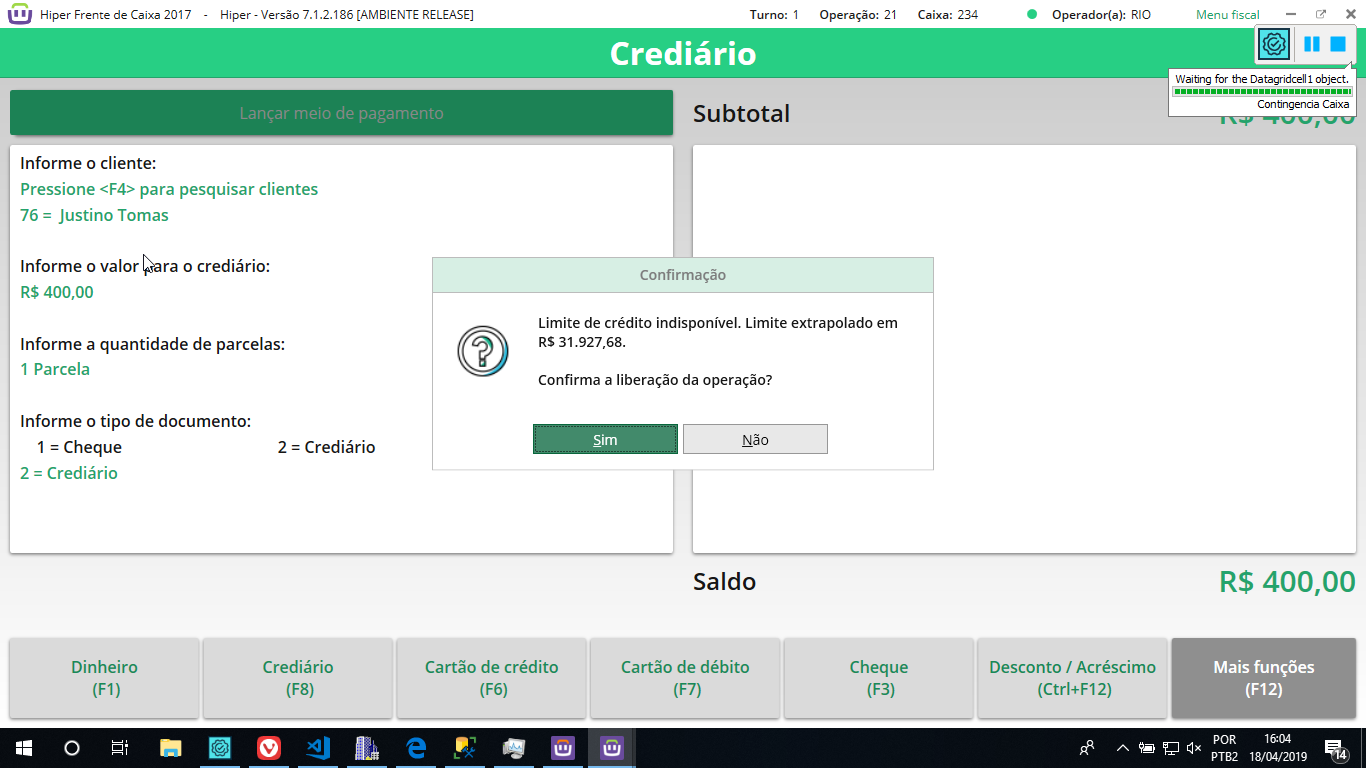 Hiper Frente de Caixa 2017 - Hiper - Versão 7.1.2.186 [AMBIENTE RELEASE] Turno: 1 Operação: 21 Caixa: 234 Operador(a): RIO Menu fiscal
Crediário
Waiting for the Datagridcell1 object.
Contingencia Caixa
Lançar meio de pagamento
Subtotal R$ 400,00
Informe o cliente:
Pressione <F4> para pesquisar clientes
76 = Justino Tomas
Informe o valor para o crediário:
R$ 400,00
Informe a quantidade de parcelas:
1 Parcela
Informe o tipo de documento:
1 = Cheque 2 = Crediário
2 = Crediário
Confirmação
Limite de crédito indisponível. Limite extrapolado em
R$ 31.927,68.
Confirma a liberação da operação?
Sim Não
Saldo R$ 400,00
Dinheiro
(F1)
Crediário
(F8)
Cartão de crédito
(F6)
Cartão de débito
(F7)
Cheque
(F3)
Desconto / Acréscimo
(Ctrl+F12)
Mais funções
(F12)
POR
PTB2
16:04
18/04/2019
14